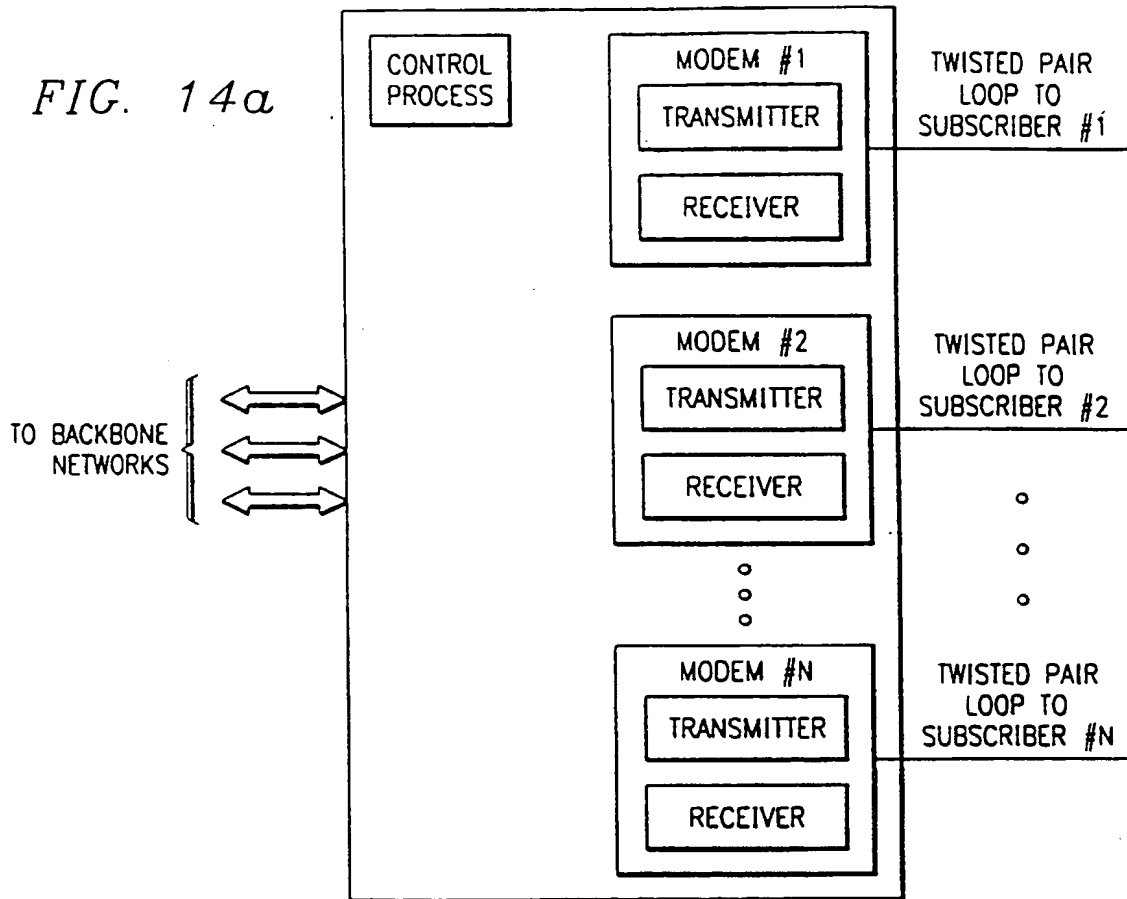 FIG. 14a
CONTROL
PROCESS
MODEM #1
TRANSMITTER
RECEIVER
TWISTED PAIR
LOOP TO
SUBSCRIBER #1
MODEM #2
TRANSMITTER
RECEIVER
TWISTED PAIR
LOOP TO
SUBSCRIBER #2
TO BACKBONE
NETWORKS
MODEM #N
TRANSMITTER
RECEIVER
TWISTED PAIR
LOOP TO
SUBSCRIBER #N